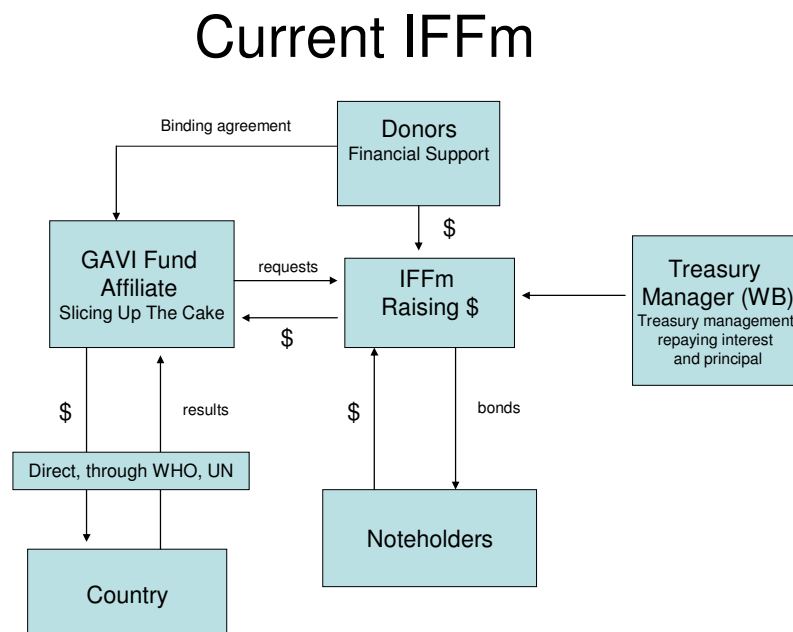 Current IFFm
Binding agreement
Donors
Financial Support
$
GAVI Fund
Affiliate
Slicing Up The Cake
requests
$
IFFm
Raising $
Treasury
Manager (WB)
Treasury management
repaying interest
and principal
$
results
$
bonds
Direct, through WHO, UN
Noteholders
Country